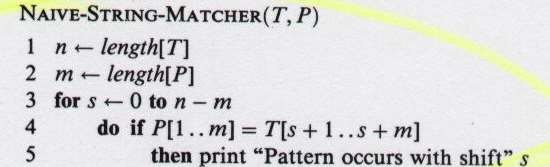 NAIVE-STRING-MATCHER(T, P)
1 n ← length[T]
2 m ← length[P]
3 for s ← 0 to n − m
4 do if P[1 . . m] = T[s + 1 . . s + m]
5 then print “Pattern occurs with shift” s